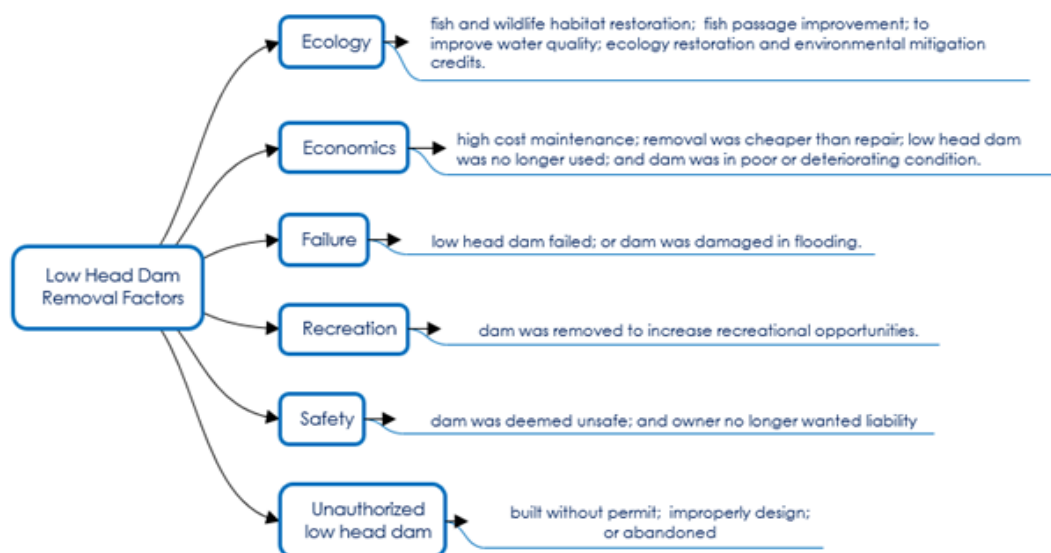 Ecology
fish and wildlife habitat restoration; fish passage improvement; to
improve water quality; ecology restoration and environmental mitigation
credits.
Economics
high cost maintenance; removal was cheaper than repair; low head dam
was no longer used; and dam was in poor or deteriorating condition.
Failure
low head dam failed; or dam was damaged in flooding.
Low Head Dam
Removal Factors
Recreation
dam was removed to increase recreational opportunities.
Safety
dam was deemed unsafe; and owner no longer wanted liability
Unauthorized
low head dam
built without permit; improperly design;
or abandoned